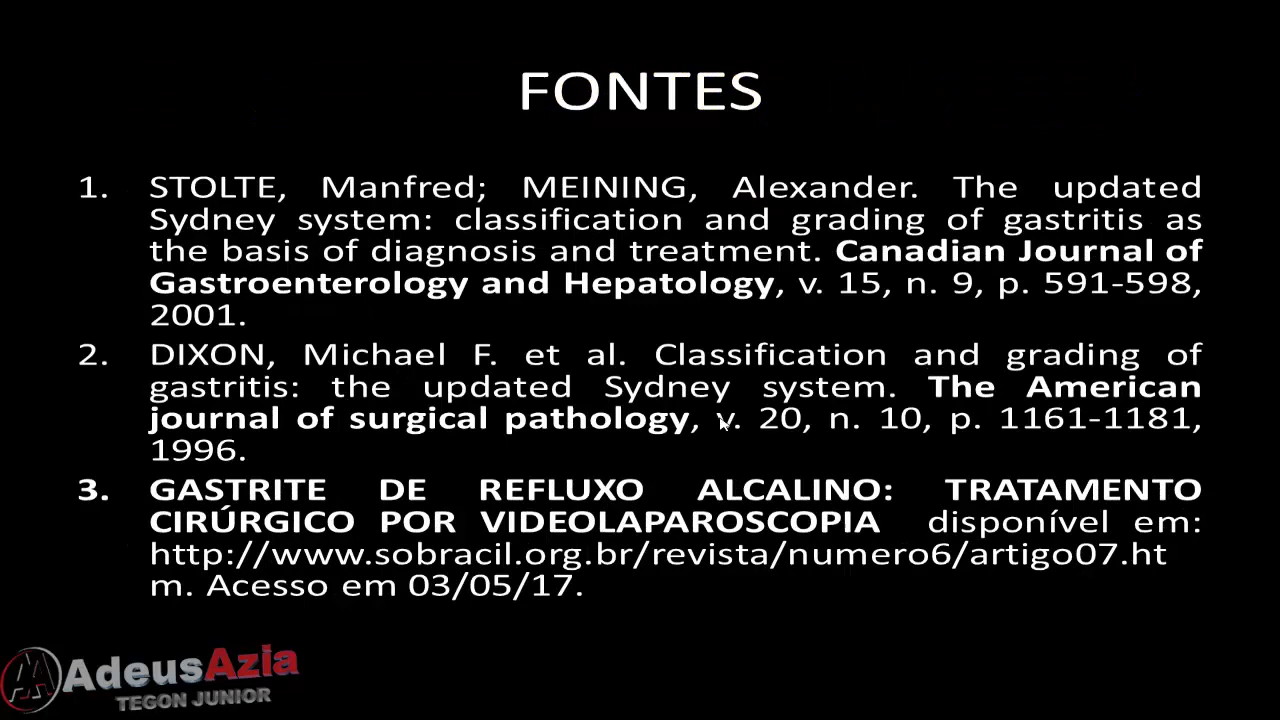 FONTES
1. STOLTE, Manfred; MEINING, Alexander. The updated
Sydney system: classification and grading of gastritis as
the basis of diagnosis and treatment. Canadian Journal of
Gastroenterology and Hepatology, v. 15, n. 9, p. 591-598,
2001.
2. DIXON, Michael F. et al. Classification and grading of
gastritis: the updated Sydney system. The American
journal of surgical pathology, v. 20, n. 10, p. 1161-1181,
1996.
3. GASTRITE DE REFLUXO ALCALINO: TRATAMENTO
CIRÚRGICO POR VIDEOLAPAROSCOPIA disponível em:
http://www.sobracil.org.br/revista/numero6/artigo07.ht
m. Acesso em 03/05/17.
AdeusAzia
TEGON JUNIOR